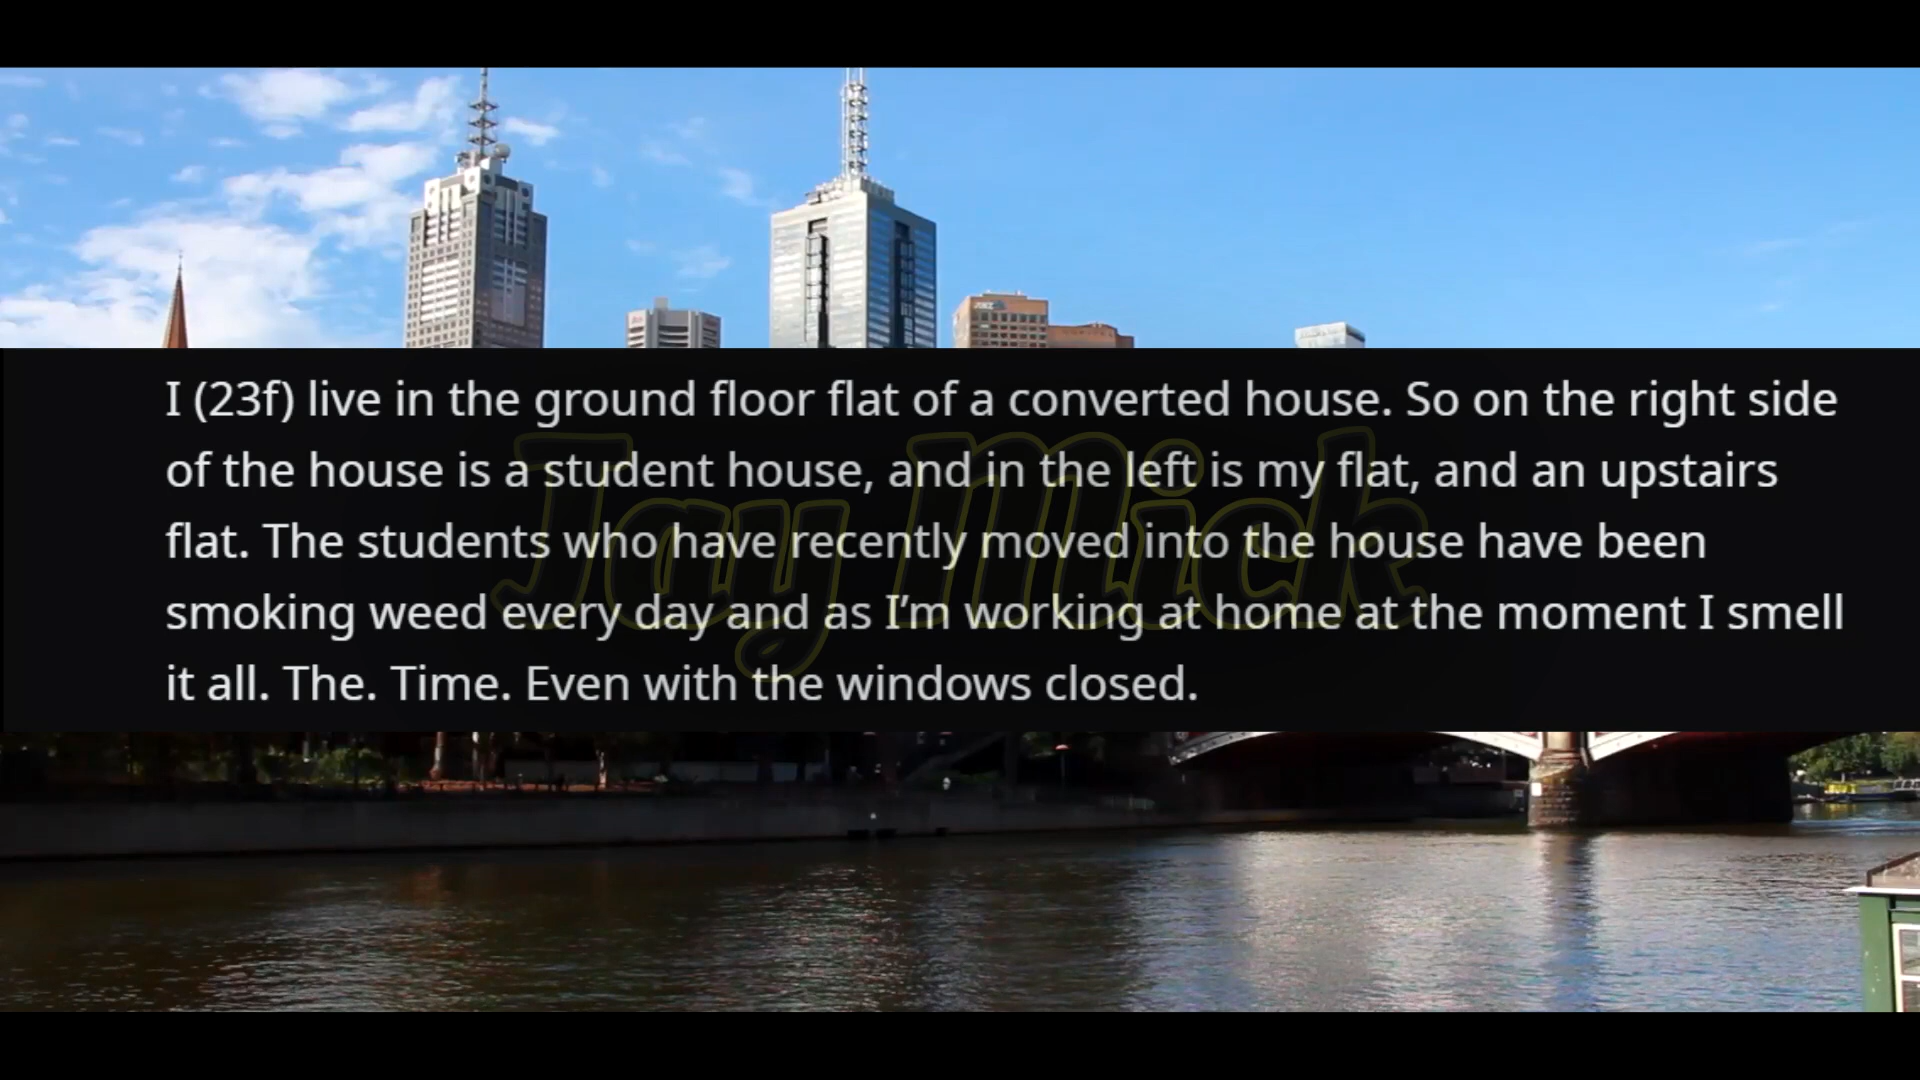 I (23f) live in the ground floor flat of a converted house. So on the right side
of the house is a student house, and in the left is my flat, and an upstairs
flat. The students who have recently moved into the house have been
smoking weed every day and as I’m working at home at the moment I smell
it all. The. Time. Even with the windows closed.
Jay Mick